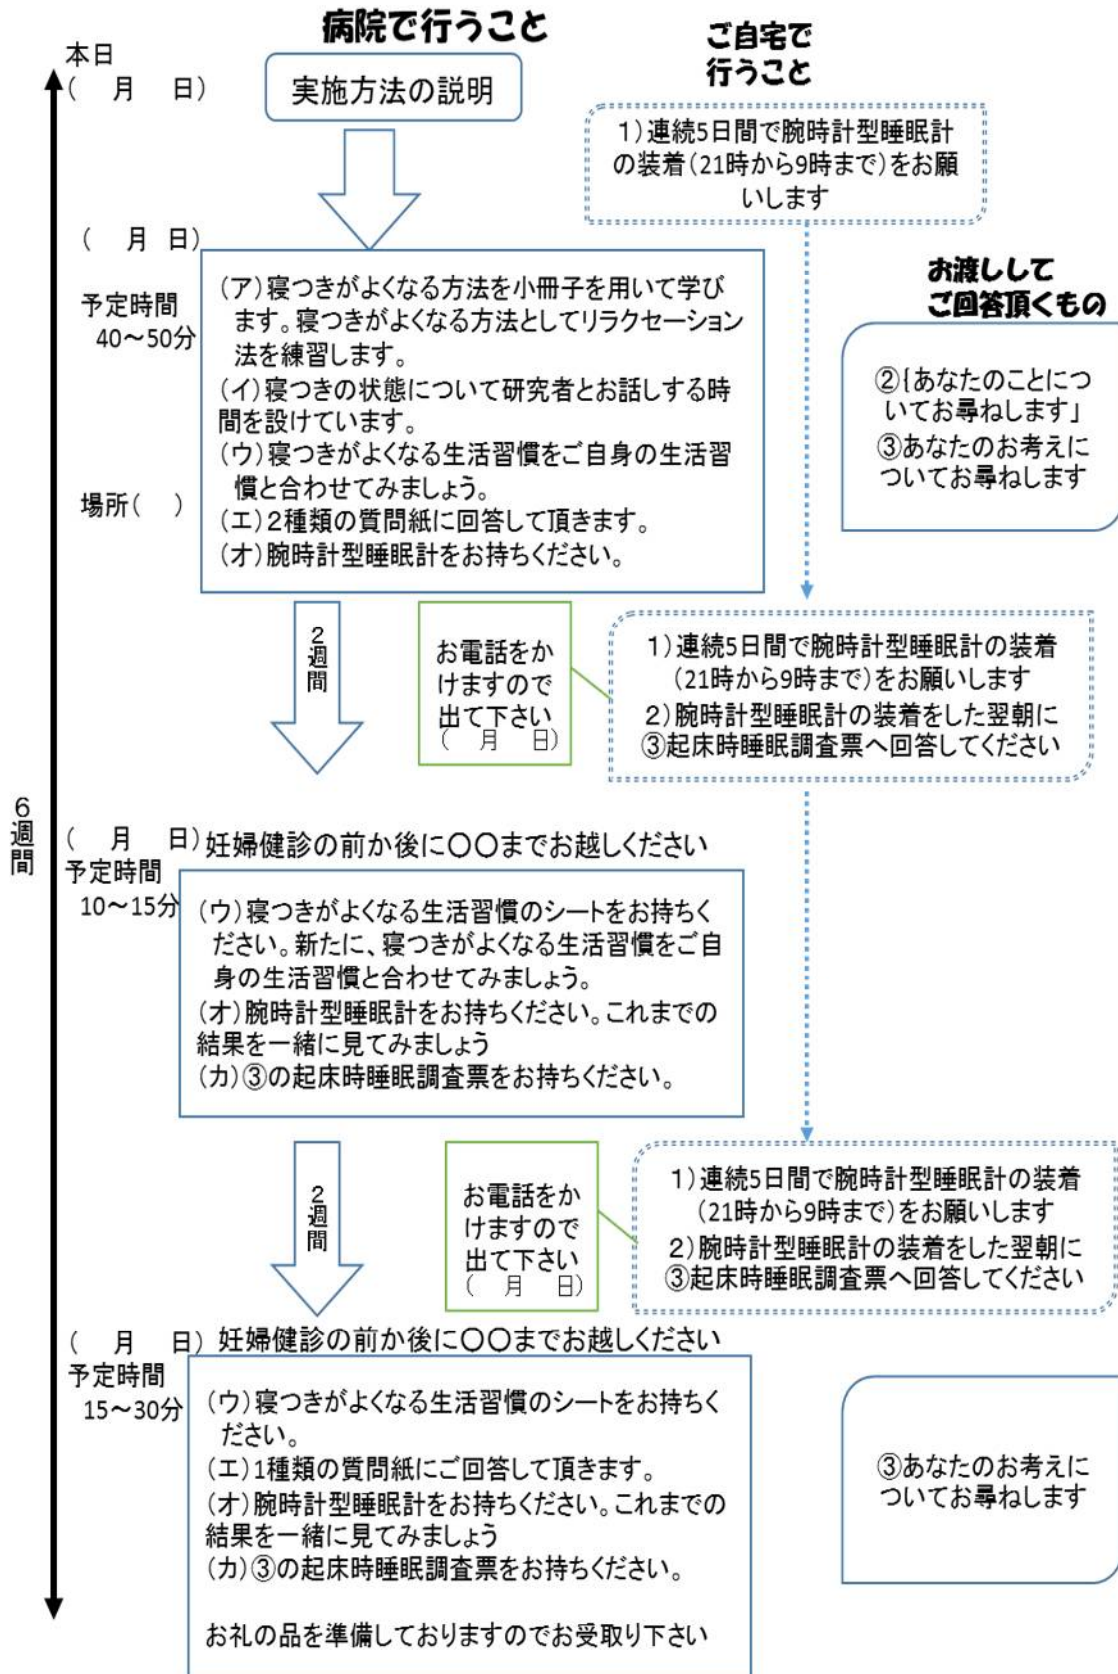 病院で行うこと
ご自宅で
行うこと
本日
(　月　日)
実施方法の説明
1)連続5日間で腕時計型睡眠計
の装着(21時から9時まで)をお願
いします
(　月 日)
予定時間
40～50分
場所(　)
(ア)寝つきがよくなる方法を小冊子を用いて学び
ます。寝つきがよくなる方法としてリラクセーション
法を練習します。
(イ)寝つきの状態について研究者とお話しする時
間を設けています。
(ウ)寝つきがよくなる生活習慣をご自身の生活習
慣と合わせてみましょう。
(エ)2種類の質問紙に回答して頂きます。
(オ)腕時計型睡眠計をお持ちください。
お渡しして
ご回答頂くもの
②{あなたのことにつ
いてお尋ねします」
③あなたのお考えに
ついてお尋ねします
2週間
お電話をか
けますので
出て下さい
(　月　日)
1)連続5日間で腕時計型睡眠計の装着
(21時から9時まで)をお願いします
2)腕時計型睡眠計の装着をした翌朝に
③起床時睡眠調査票へ回答してください
6週間
(　月　日)
妊婦健診の前か後に〇〇までお越しください
予定時間
10～15分
(ウ)寝つきがよくなる生活習慣のシートをお持ちく
ださい。新たに、寝つきがよくなる生活習慣をご自
身の生活習慣と合わせてみましょう。
(オ)腕時計型睡眠計をお持ちください。これまでの
結果を一緒に見てみましょう
(カ)③の起床時睡眠調査票をお持ちください。
2週間
お電話をか
けますので
出て下さい
(　月　日)
1)連続5日間で腕時計型睡眠計の装着
(21時から9時まで)をお願いします
2)腕時計型睡眠計の装着をした翌朝に
③起床時睡眠調査票へ回答してください
(　月　日)
妊婦健診の前か後に〇〇までお越しください
予定時間
15～30分
(ウ)寝つきがよくなる生活習慣のシートをお持ちく
ださい。
(エ)1種類の質問紙にご回答して頂きます。
(オ)腕時計型睡眠計をお持ちください。これまでの
結果を一緒に見てみましょう
(カ)③の起床時睡眠調査票をお持ちください。
お礼の品を準備しておりますのでお受取り下さい
③あなたのお考えに
ついてお尋ねします